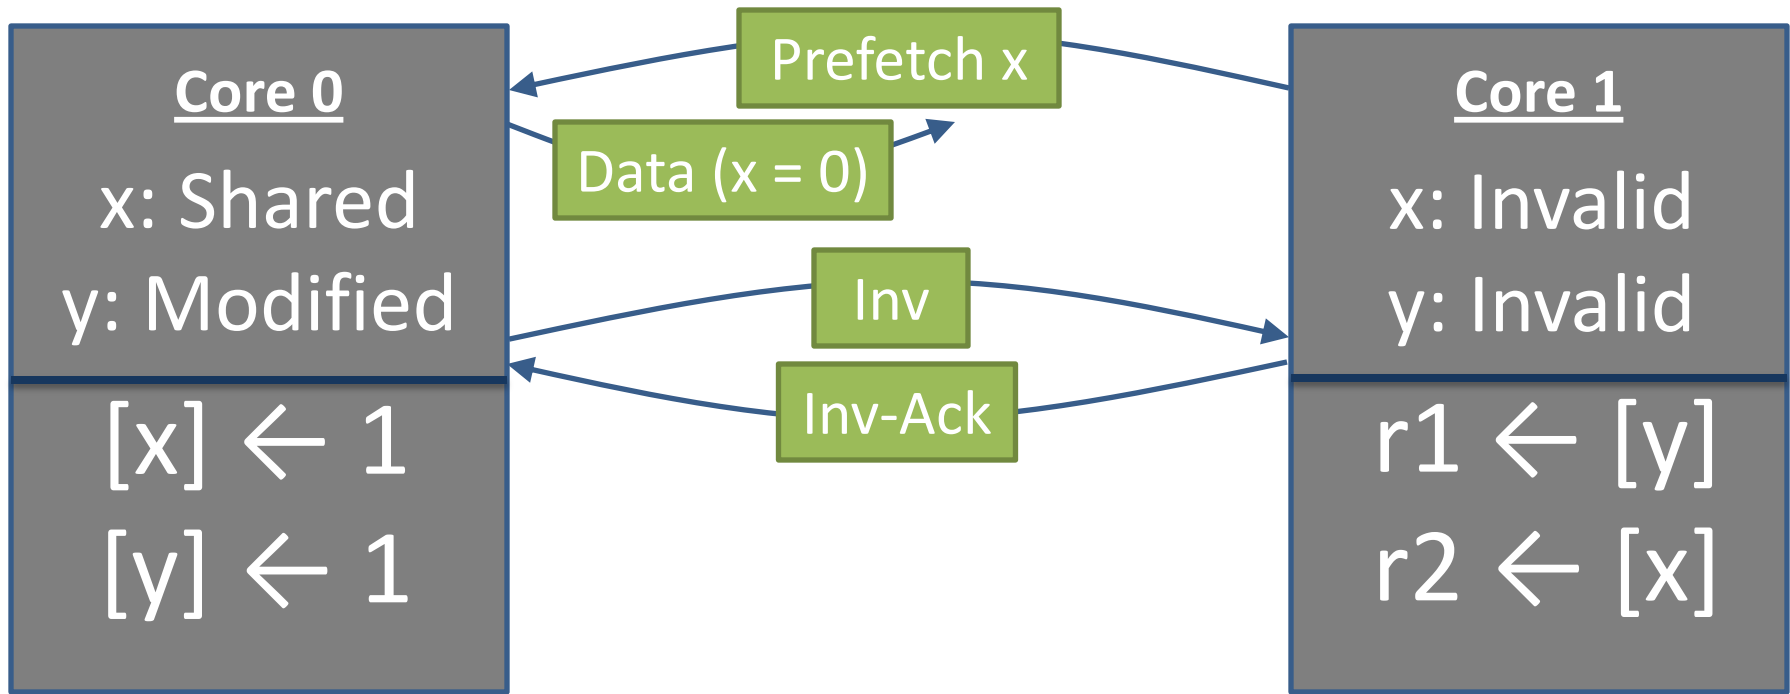 Core 0
x: Shared
y: Modified
[x] ← 1
[y] ← 1
Prefetch x
Data (x = 0)
Inv
Inv-Ack
Core 1
x: Invalid
y: Invalid
r1 ← [y]
r2 ← [x]